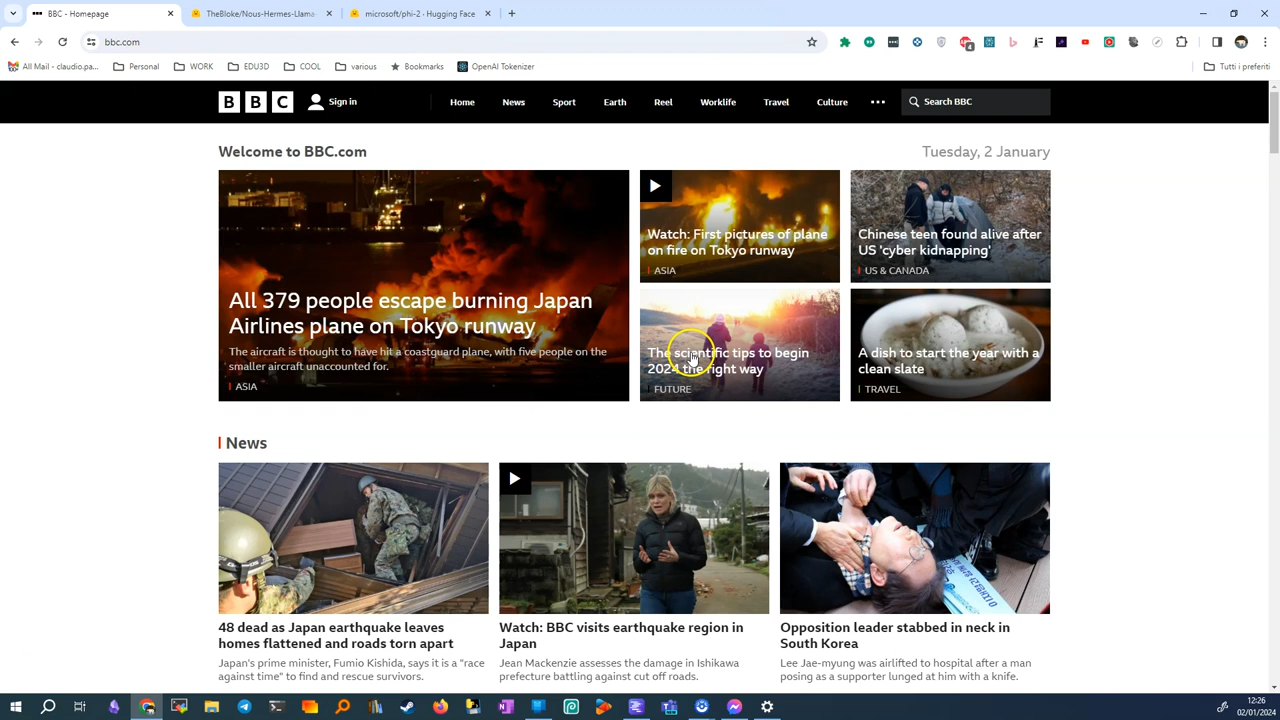 BBC - Homepage
TheBloke/Nous-Hermes-Llama
microsoft/phi-2 · Hugging Face
bbc.com
All Mail - claudio.pa...
Personal
WORK
EDU3D
COOL
various
Bookmarks
OpenAI Tokenizer
Tutti i preferiti
BBC
Sign in
Home
News
Sport
Earth
Reel
Worklife
Travel
Culture
Search BBC
Welcome to BBC.com
Tuesday, 2 January
All 379 people escape burning Japan
Airlines plane on Tokyo runway
The aircraft is thought to have hit a coastguard plane, with five people on the
smaller aircraft unaccounted for.
ASIA
Watch: First pictures of plane
on fire on Tokyo runway
ASIA
Chinese teen found alive after
US 'cyber kidnapping'
US & CANADA
The scientific tips to begin
2024 the right way
FUTURE
A dish to start the year with a
clean slate
TRAVEL
News
48 dead as Japan earthquake leaves
homes flattened and roads torn apart
Japan's prime minister, Fumio Kishida, says it is a "race
against time" to find and rescue survivors.
Watch: BBC visits earthquake region in
Japan
Jean Mackenzie assesses the damage in Ishikawa
prefecture battling against cut off roads.
Opposition leader stabbed in neck in
South Korea
Lee Jae-myung was airlifted to hospital after a man
posing as a supporter lunged at him with a knife.
12:26
02/01/2024